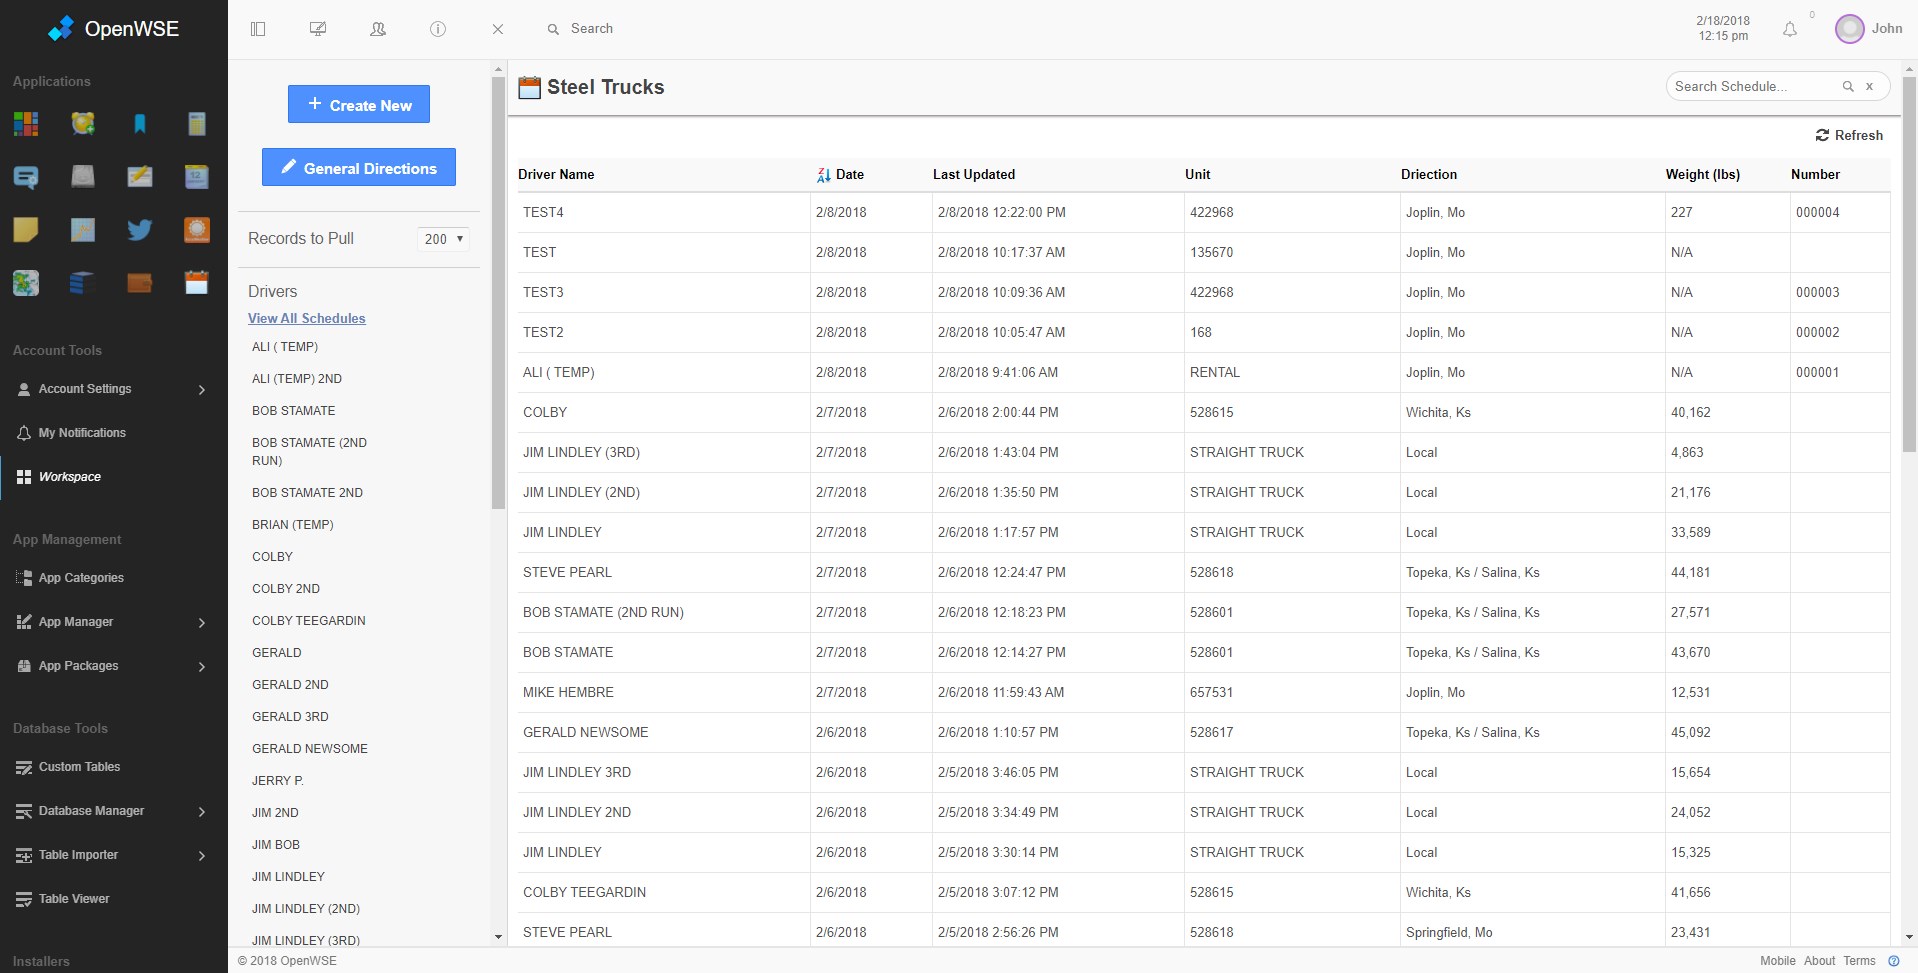 OpenWSE
Search
2/18/2018
12:15 pm
0
John
Applications
Account Tools
Account Settings
My Notifications
Workspace
App Management
App Categories
App Manager
App Packages
Database Tools
Custom Tables
Database Manager
Table Importer
Table Viewer
Installers
+ Create New
General Directions
Records to Pull 200
Drivers
View All Schedules
ALI ( TEMP)
ALI (TEMP) 2ND
BOB STAMATE
BOB STAMATE (2ND
RUN)
BOB STAMATE 2ND
BRIAN (TEMP)
COLBY
COLBY 2ND
COLBY TEEGARDIN
GERALD
GERALD 2ND
GERALD 3RD
GERALD NEWSOME
JERRY P.
JIM 2ND
JIM BOB
JIM LINDLEY
JIM LINDLEY (2ND)
JIM LINDLEY (3RD)
Steel Trucks
Search Schedule... x
Refresh
Driver Name Date Last Updated Unit Driection Weight (lbs) Number
TEST4 2/8/2018 2/8/2018 12:22:00 PM 422968 Joplin, Mo 227 000004
TEST 2/8/2018 2/8/2018 10:17:37 AM 135670 Joplin, Mo N/A
TEST3 2/8/2018 2/8/2018 10:09:36 AM 422968 Joplin, Mo N/A 000003
TEST2 2/8/2018 2/8/2018 10:05:47 AM 168 Joplin, Mo N/A 000002
ALI ( TEMP) 2/8/2018 2/8/2018 9:41:06 AM RENTAL Joplin, Mo N/A 000001
COLBY 2/7/2018 2/6/2018 2:00:44 PM 528615 Wichita, Ks 40,162
JIM LINDLEY (3RD) 2/7/2018 2/6/2018 1:43:04 PM STRAIGHT TRUCK Local 4,863
JIM LINDLEY (2ND) 2/7/2018 2/6/2018 1:35:50 PM STRAIGHT TRUCK Local 21,176
JIM LINDLEY 2/7/2018 2/6/2018 1:17:57 PM STRAIGHT TRUCK Local 33,589
STEVE PEARL 2/7/2018 2/6/2018 12:24:47 PM 528618 Topeka, Ks / Salina, Ks 44,181
BOB STAMATE (2ND RUN) 2/7/2018 2/6/2018 12:18:23 PM 528601 Topeka, Ks / Salina, Ks 27,571
BOB STAMATE 2/7/2018 2/6/2018 12:14:27 PM 528601 Topeka, Ks / Salina, Ks 43,670
MIKE HEMBRE 2/7/2018 2/6/2018 11:59:43 AM 657531 Joplin, Mo 12,531
GERALD NEWSOME 2/6/2018 2/6/2018 1:10:57 PM 528617 Topeka, Ks / Salina, Ks 45,092
JIM LINDLEY 3RD 2/6/2018 2/5/2018 3:46:05 PM STRAIGHT TRUCK Local 15,654
JIM LINDLEY 2ND 2/6/2018 2/5/2018 3:34:49 PM STRAIGHT TRUCK Local 24,052
JIM LINDLEY 2/6/2018 2/5/2018 3:30:14 PM STRAIGHT TRUCK Local 15,325
COLBY TEEGARDIN 2/6/2018 2/5/2018 3:07:12 PM 528615 Wichita, Ks 41,656
STEVE PEARL 2/6/2018 2/5/2018 2:56:26 PM 528618 Springfield, Mo 23,431
© 2018 OpenWSE
Mobile About Terms